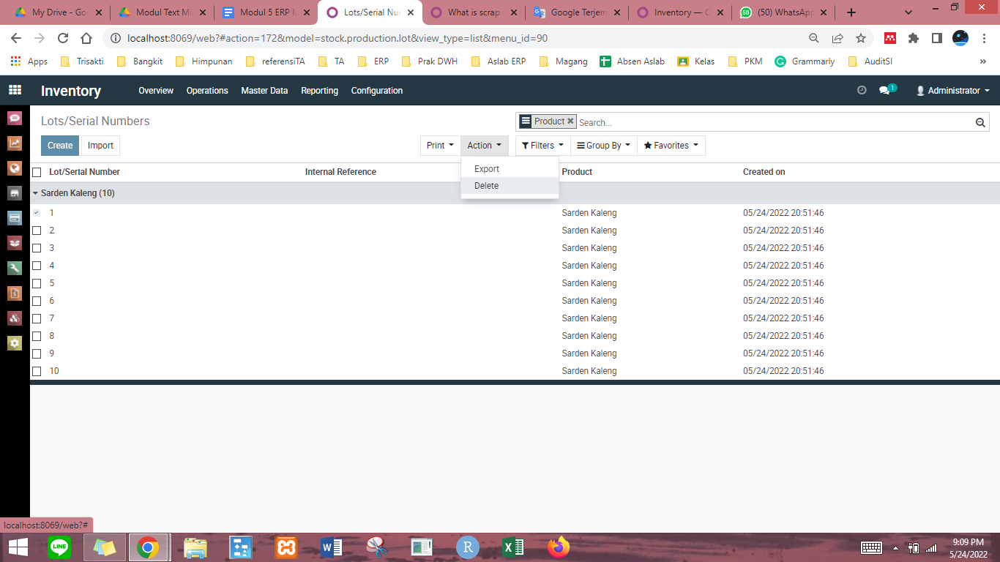 My Drive - Goo
Modul Text Mi
Modul 5 ERP M
Lots/Serial Nu
What is scrap
Google Terjem
Inventory — O
(50) WhatsApp
localhost:8069/web?#action=172&model=stock.production.lot&view_type=list&menu_id=90
Apps Trisakti Bangkit Himpunan referensiTA TA ERP Prak DWH Aslab ERP Magang Absen Aslab Kelas PKM Grammarly AuditSI »
Inventory Overview Operations Master Data Reporting Configuration 1 Administrator
Lots/Serial Numbers
Product Search...
Create Import Print Action Filters Group By Favorites
Export
Delete
Lot/Serial Number Internal Reference Product Created on
Sarden Kaleng (10)
1 Sarden Kaleng 05/24/2022 20:51:46
2 Sarden Kaleng 05/24/2022 20:51:46
3 Sarden Kaleng 05/24/2022 20:51:46
4 Sarden Kaleng 05/24/2022 20:51:46
5 Sarden Kaleng 05/24/2022 20:51:46
6 Sarden Kaleng 05/24/2022 20:51:46
7 Sarden Kaleng 05/24/2022 20:51:46
8 Sarden Kaleng 05/24/2022 20:51:46
9 Sarden Kaleng 05/24/2022 20:51:46
10 Sarden Kaleng 05/24/2022 20:51:46
localhost:8069/web?#
LINE
9:09 PM
5/24/2022